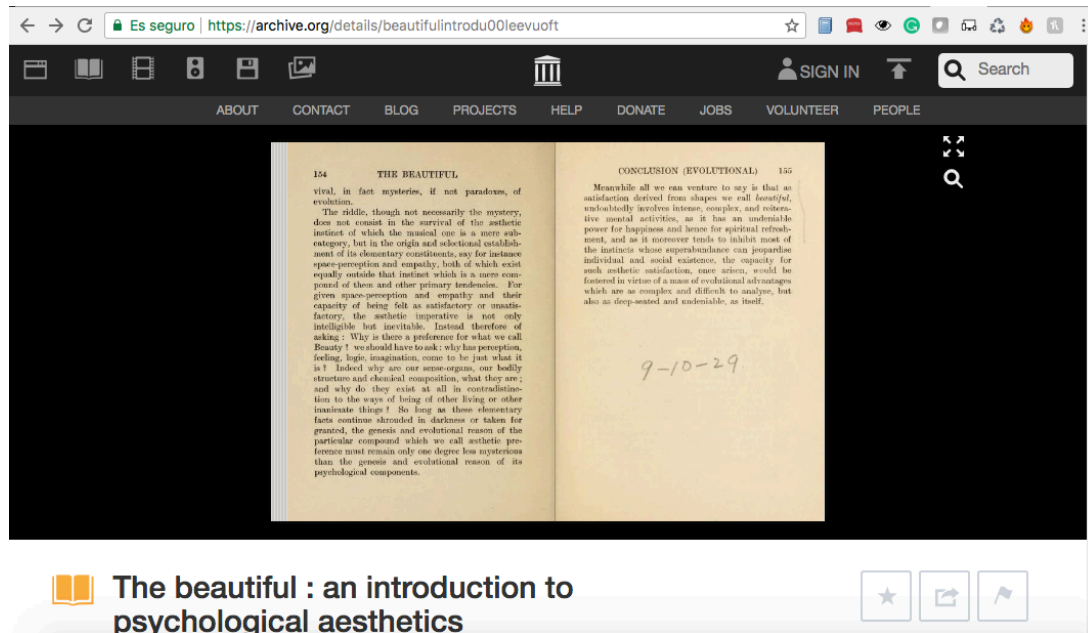 Es seguro | https://archive.org/details/beautifulintrodu00leevuoft
SIGN IN
Search
ABOUT CONTACT BLOG PROJECTS HELP DONATE JOBS VOLUNTEER PEOPLE
154 THE BEAUTIFUL
vival, in fact mysteries, if not paradoxes, of
evolution.
The riddle, though not necessarily the mystery,
does not consist in the survival of the æsthetic
instinct of which the musical one is a mere sub-
category, but in the origin and selectional establish-
ment of its elementary constituents, say for instance
space-perception and empathy, both of which exist
equally outside that instinct which is a mere com-
pound of them and other primary tendencies. For
given space-perception and empathy and their
capacity of being felt as satisfactory or unsatis-
factory, the æsthetic imperative is not only
intelligible but inevitable. Instead therefore of
asking : Why is there a preference for what we call
Beauty ? we should have to ask : why has perception,
feeling, logic, imagination, come to be just what it
is ? Indeed why are our sense-organs, our bodily
structure and chemical composition, what they are ;
and why do they exist at all in contradistinc-
tion to the ways of being of other living or other
inanimate things ? So long as these elementary
facts continue shrouded in darkness or taken for
granted, the genesis and evolutional reason of the
particular compound which we call æsthetic pre-
ference must remain only one degree less mysterious
than the genesis and evolutional reason of its
psychological components.
CONCLUSION (EVOLUTIONAL) 155
Meanwhile all we can venture to say is that as
satisfaction derived from shapes we call beautiful,
undoubtedly involves intense, complex, and reitera-
tive mental activities, as it has an undeniable
power for happiness and hence for spiritual refresh-
ment, and as it moreover tends to inhibit most of
the instincts whose superabundance can jeopardise
individual and social existence, the capacity for
such æsthetic satisfaction, once arisen, would be
fostered in virtue of a mass of evolutional advantages
which are as complex and difficult to analyse, but
also as deep-seated and undeniable, as itself.
9-10-29
The beautiful : an introduction to
psychological aesthetics